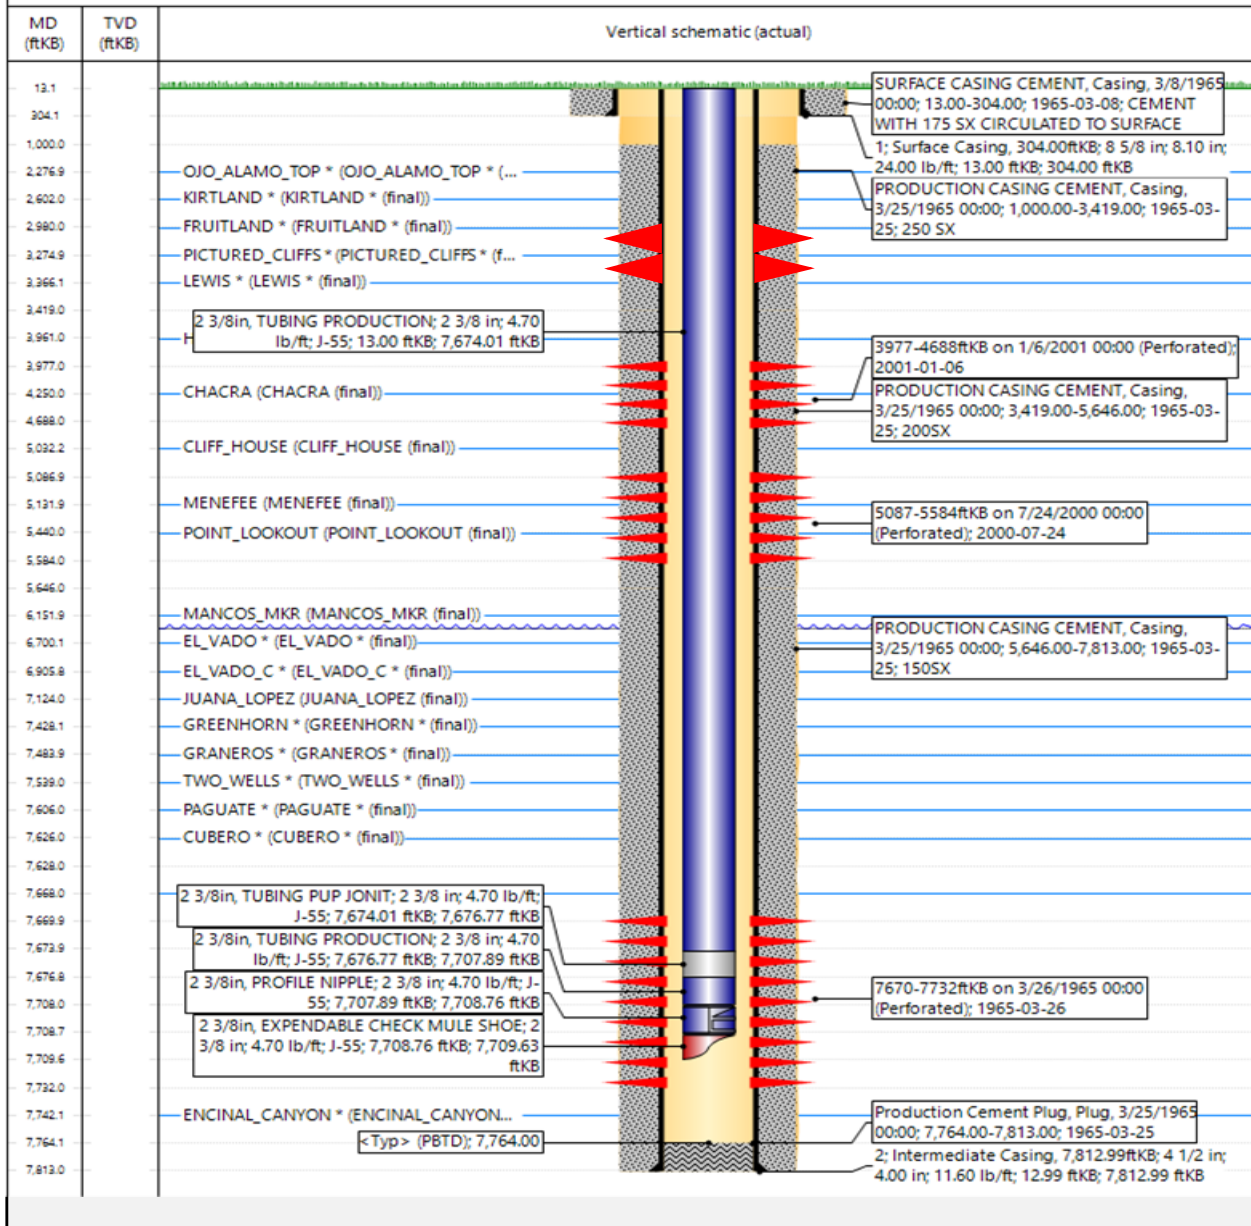 MD
(ftKB)
TVD
(ftKB)
Vertical schematic (actual)
13.1
304.1
1,000.0
2,276.9
2,602.0
2,980.0
3,274.9
3,366.1
3,419.0
3,961.0
3,977.0
4,250.0
4,688.0
5,032.2
5,086.9
5,131.9
5,440.0
5,584.0
5,646.0
6,151.9
6,700.1
6,905.8
7,124.0
7,428.1
7,483.9
7,539.0
7,606.0
7,626.0
7,628.0
7,668.0
7,669.9
7,673.9
7,676.8
7,708.0
7,708.7
7,709.6
7,732.0
7,742.1
7,764.1
7,813.0
OJO_ALAMO_TOP * (OJO_ALAMO_TOP * (...
KIRTLAND * (KIRTLAND * (final))
FRUITLAND * (FRUITLAND * (final))
PICTURED_CLIFFS * (PICTURED_CLIFFS * (f...
LEWIS * (LEWIS * (final))
2 3/8in, TUBING PRODUCTION; 2 3/8 in; 4.70
lb/ft; J-55; 13.00 ftKB; 7,674.01 ftKB
H
CHACRA (CHACRA (final))
CLIFF_HOUSE (CLIFF_HOUSE (final))
MENEFEE (MENEFEE (final))
POINT_LOOKOUT (POINT_LOOKOUT (final))
MANCOS_MKR (MANCOS_MKR (final))
EL_VADO * (EL_VADO * (final))
EL_VADO_C * (EL_VADO_C * (final))
JUANA_LOPEZ (JUANA_LOPEZ (final))
GREENHORN * (GREENHORN * (final))
GRANEROS * (GRANEROS * (final))
TWO_WELLS * (TWO_WELLS * (final))
PAGUATE * (PAGUATE * (final))
CUBERO * (CUBERO * (final))
2 3/8in, TUBING PUP JONIT; 2 3/8 in; 4.70 lb/ft;
J-55; 7,674.01 ftKB; 7,676.77 ftKB
2 3/8in, TUBING PRODUCTION; 2 3/8 in; 4.70
lb/ft; J-55; 7,676.77 ftKB; 7,707.89 ftKB
2 3/8in, PROFILE NIPPLE; 2 3/8 in; 4.70 lb/ft; J-
55; 7,707.89 ftKB; 7,708.76 ftKB
2 3/8in, EXPENDABLE CHECK MULE SHOE; 2
3/8 in; 4.70 lb/ft; J-55; 7,708.76 ftKB; 7,709.63
ftKB
ENCINAL_CANYON * (ENCINAL_CANYON...
<Typ> (PBTD); 7,764.00
SURFACE CASING CEMENT, Casing, 3/8/1965
00:00; 13.00-304.00; 1965-03-08; CEMENT
WITH 175 SX CIRCULATED TO SURFACE
1; Surface Casing, 304.00ftKB; 8 5/8 in; 8.10 in;
24.00 lb/ft; 13.00 ftKB; 304.00 ftKB
PRODUCTION CASING CEMENT, Casing,
3/25/1965 00:00; 1,000.00-3,419.00; 1965-03-
25; 250 SX
3977-4688ftKB on 1/6/2001 00:00 (Perforated);
2001-01-06
PRODUCTION CASING CEMENT, Casing,
3/25/1965 00:00; 3,419.00-5,646.00; 1965-03-
25; 200SX
5087-5584ftKB on 7/24/2000 00:00
(Perforated); 2000-07-24
PRODUCTION CASING CEMENT, Casing,
3/25/1965 00:00; 5,646.00-7,813.00; 1965-03-
25; 150SX
7670-7732ftKB on 3/26/1965 00:00
(Perforated); 1965-03-26
Production Cement Plug, Plug, 3/25/1965
00:00; 7,764.00-7,813.00; 1965-03-25
2; Intermediate Casing, 7,812.99ftKB; 4 1/2 in;
4.00 in; 11.60 lb/ft; 12.99 ftKB; 7,812.99 ftKB